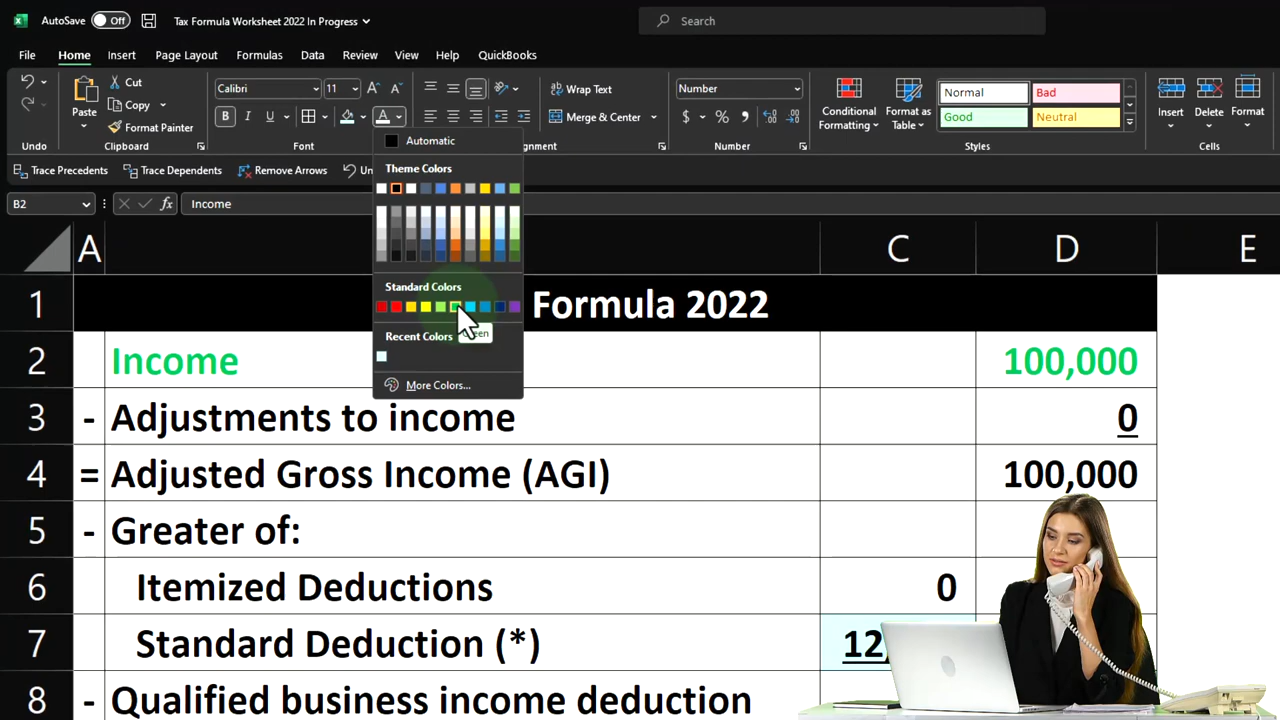 AutoSave Off Tax Formula Worksheet 2022 In Progress Search
File Home Insert Page Layout Formulas Data Review View Help QuickBooks
Cut Calibri 11 Wrap Text Number Normal Bad
Paste Copy Conditional Formatting Format as Table Insert Delete Format
Format Painter B I U A Merge & Center $ % Good Neutral
Undo Clipboard Font Automatic Number Styles Cells
Trace Precedents Trace Dependents Remove Arrows
Theme Colors
B2 fx Income
A C D E
Standard Colors
1 Formula 2022
Recent Colors
More Colors...
2 Income 100,000
3 - Adjustments to income 0
4 = Adjusted Gross Income (AGI) 100,000
5 - Greater of:
6 Itemized Deductions 0
7 Standard Deduction (*) 12,
8 - Qualified business income deduction